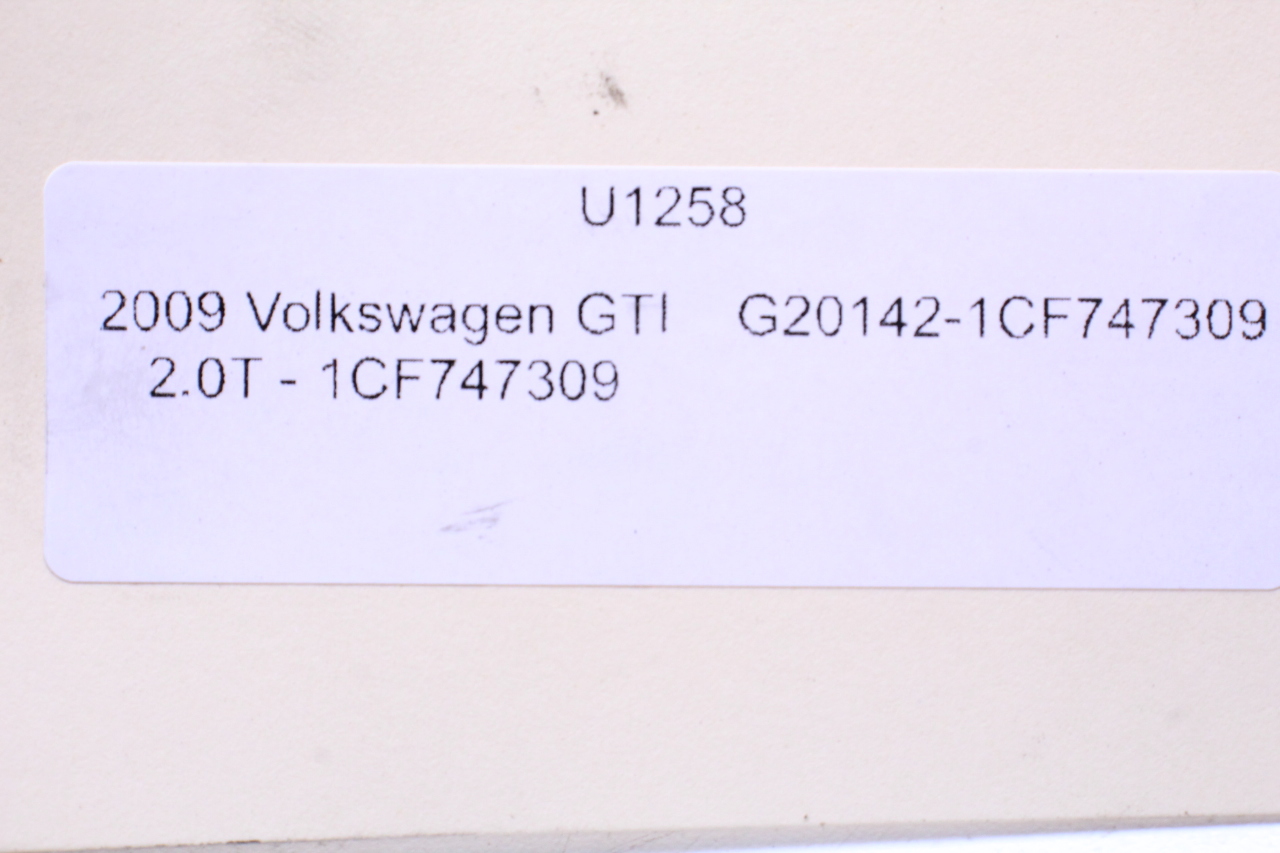 U1258
2009 Volkswagen GTI G20142-1CF747309
2.0T - 1CF747309